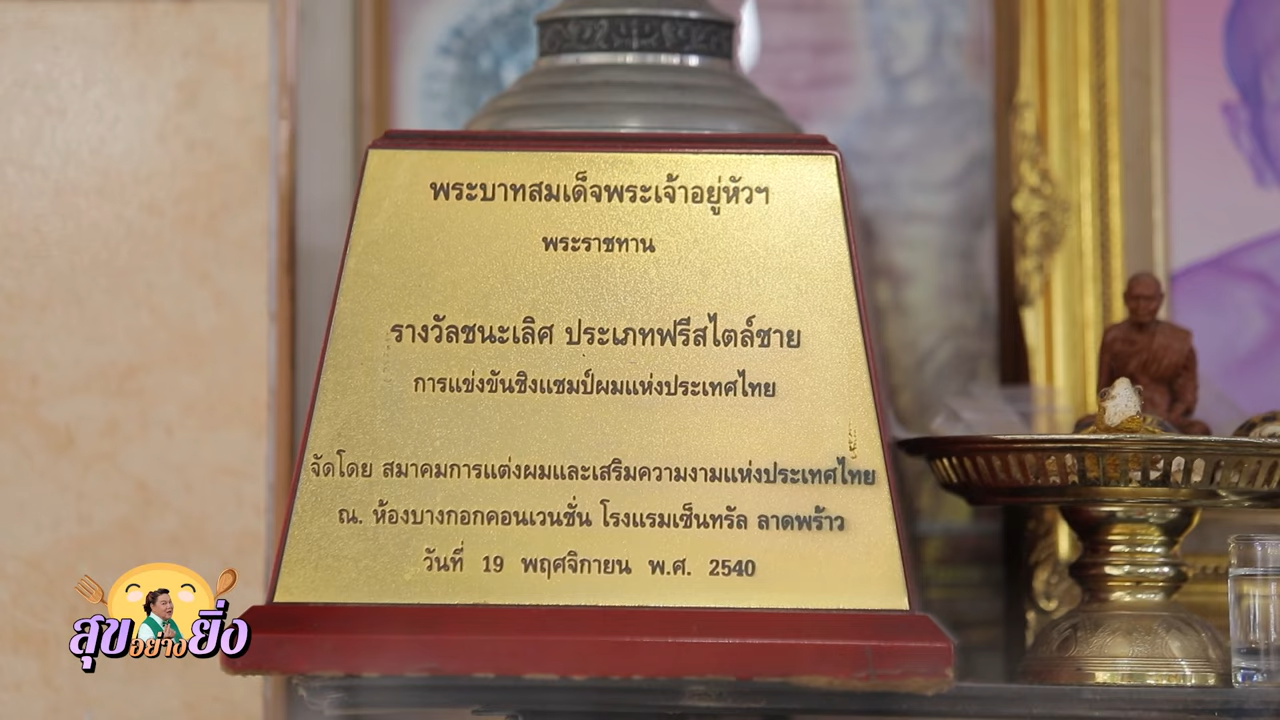 พระบาทสมเด็จพระเจ้าอยู่หัวฯ
พระราชทาน
รางวัลชนะเลิศ ประเภทฟรีสไตล์ชาย
การแข่งขันชิงแชมป์ผมแห่งประเทศไทย
จัดโดย สมาคมการแต่งผมและเสริมความงามแห่งประเทศไทย
ณ. ห้องบางกอกคอนเวนชั่น โรงแรมเซ็นทรัล ลาดพร้าว
วันที่ 19 พฤศจิกายน พ.ศ. 2540
สุขอย่างยิ่ง